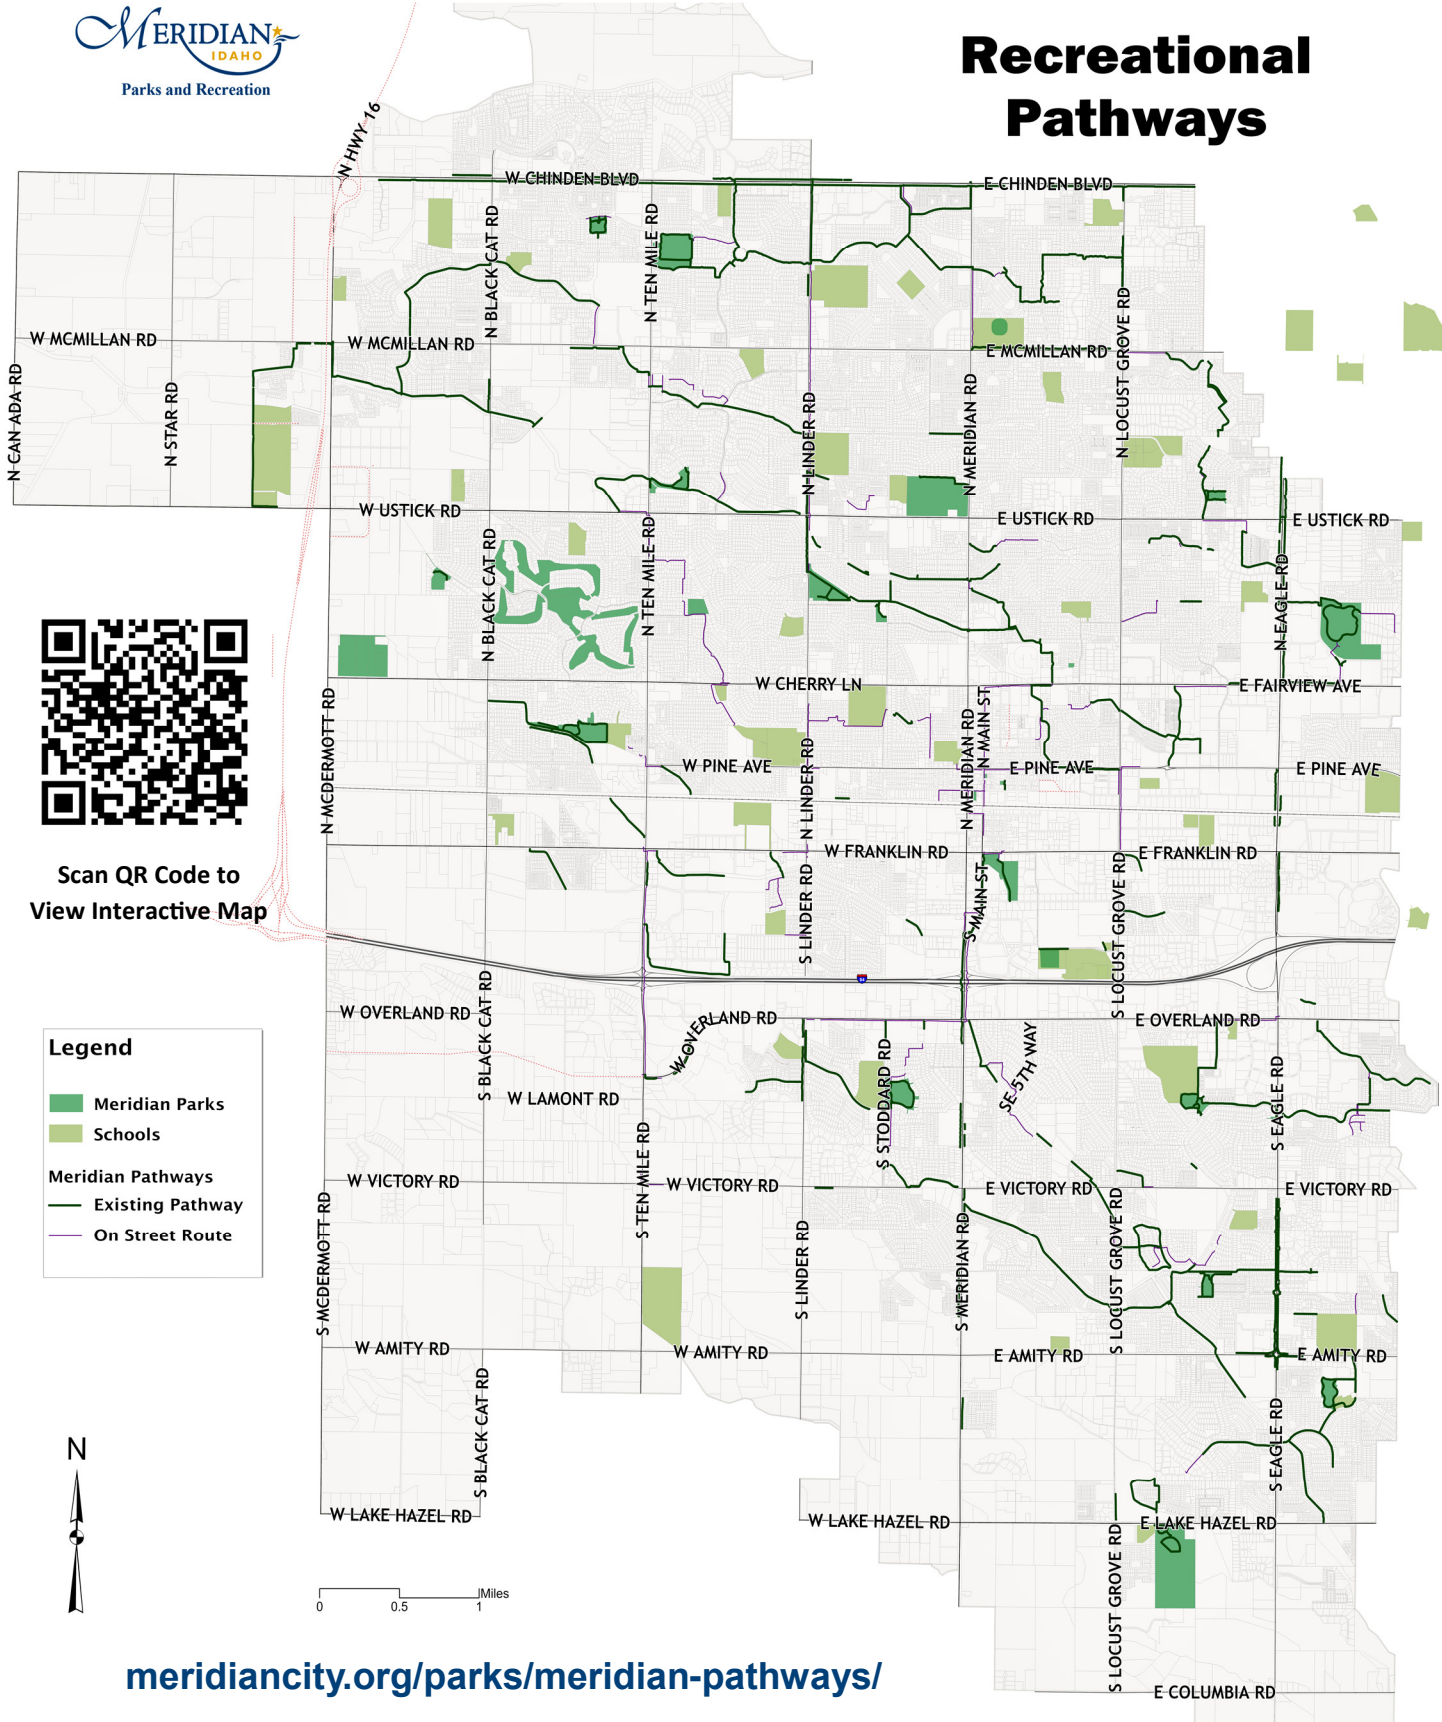 MERIDIAN
IDAHO
Parks and Recreation
Recreational
Pathways
N HWY 16
W CHINDEN BLVD
E CHINDEN BLVD
N BLACK CAT RD
N TEN MILE RD
N LOCUST GROVE RD
W MCMILLAN RD
W MCMILLAN RD
E MCMILLAN RD
N CAN-ADA RD
N STAR RD
N LINDER RD
N MERIDIAN RD
W USTICK RD
E USTICK RD
E USTICK RD
N BLACK CAT RD
N TEN MILE RD
N EAGLE RD
W CHERRY LN
E FAIRVIEW AVE
N MCDERMOTT RD
N LINDER RD
N MERIDIAN RD
N MAIN ST
W PINE AVE
E PINE AVE
E PINE AVE
W FRANKLIN RD
E FRANKLIN RD
Scan QR Code to
View Interactive Map
S LINDER RD
S MAIN ST
S LOCUST GROVE RD
S BLACK CAT RD
W OVERLAND RD
W OVERLAND RD
E OVERLAND RD
W LAMONT RD
S STODDARD RD
SE 5TH WAY
S EAGLE RD
Legend
Meridian Parks
Schools
Meridian Pathways
Existing Pathway
On Street Route
S TEN MILE RD
W VICTORY RD
W VICTORY RD
E VICTORY RD
E VICTORY RD
S MCDERMOTT RD
S LINDER RD
S MERIDIAN RD
S LOCUST GROVE RD
W AMITY RD
W AMITY RD
E AMITY RD
E AMITY RD
S BLACK CAT RD
S EAGLE RD
N
W LAKE HAZEL RD
W LAKE HAZEL RD
E LAKE HAZEL RD
S LOCUST GROVE RD
Miles
0 0.5 1
meridiancity.org/parks/meridian-pathways/
E COLUMBIA RD